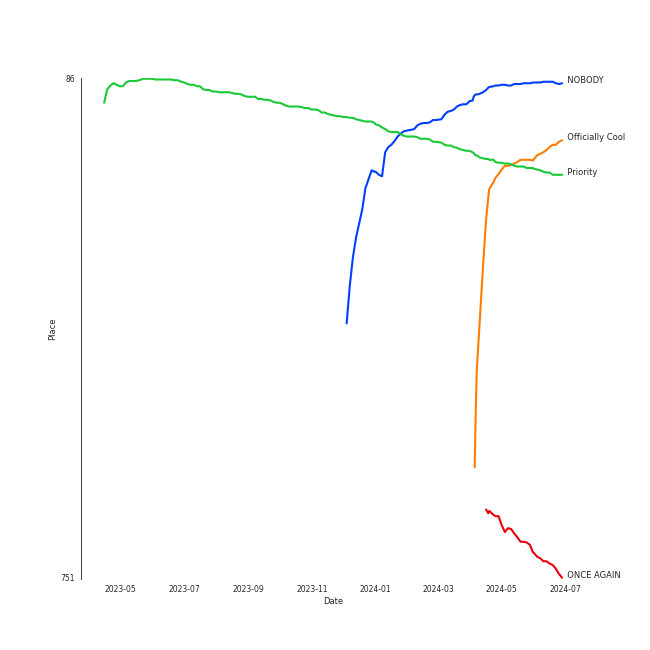 86
NOBODY
Officially Cool
Priority
Place
751
ONCE AGAIN
2023-05 2023-07 2023-09 2023-11 2024-01 2024-03 2024-05 2024-07
Date